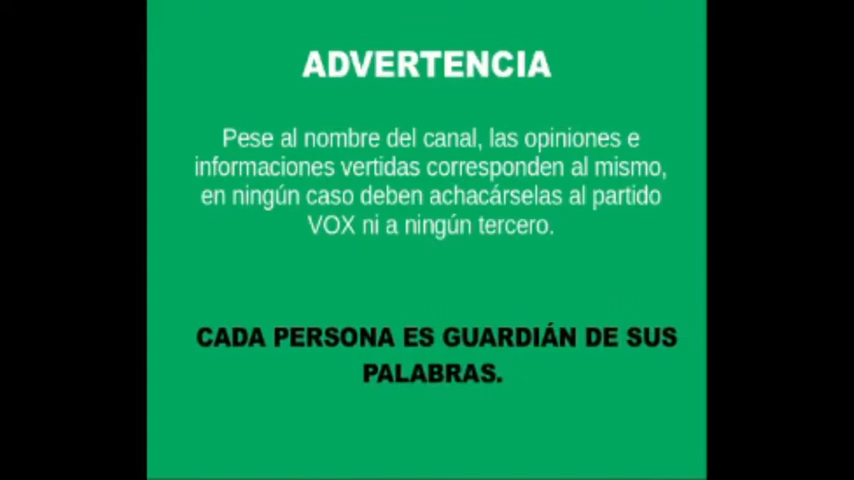 ADVERTENCIA
Pese al nombre del canal, las opiniones e
informaciones vertidas corresponden al mismo,
en ningún caso deben achacárselas al partido
VOX ni a ningún tercero.
CADA PERSONA ES GUARDIÁN DE SUS
PALABRAS.